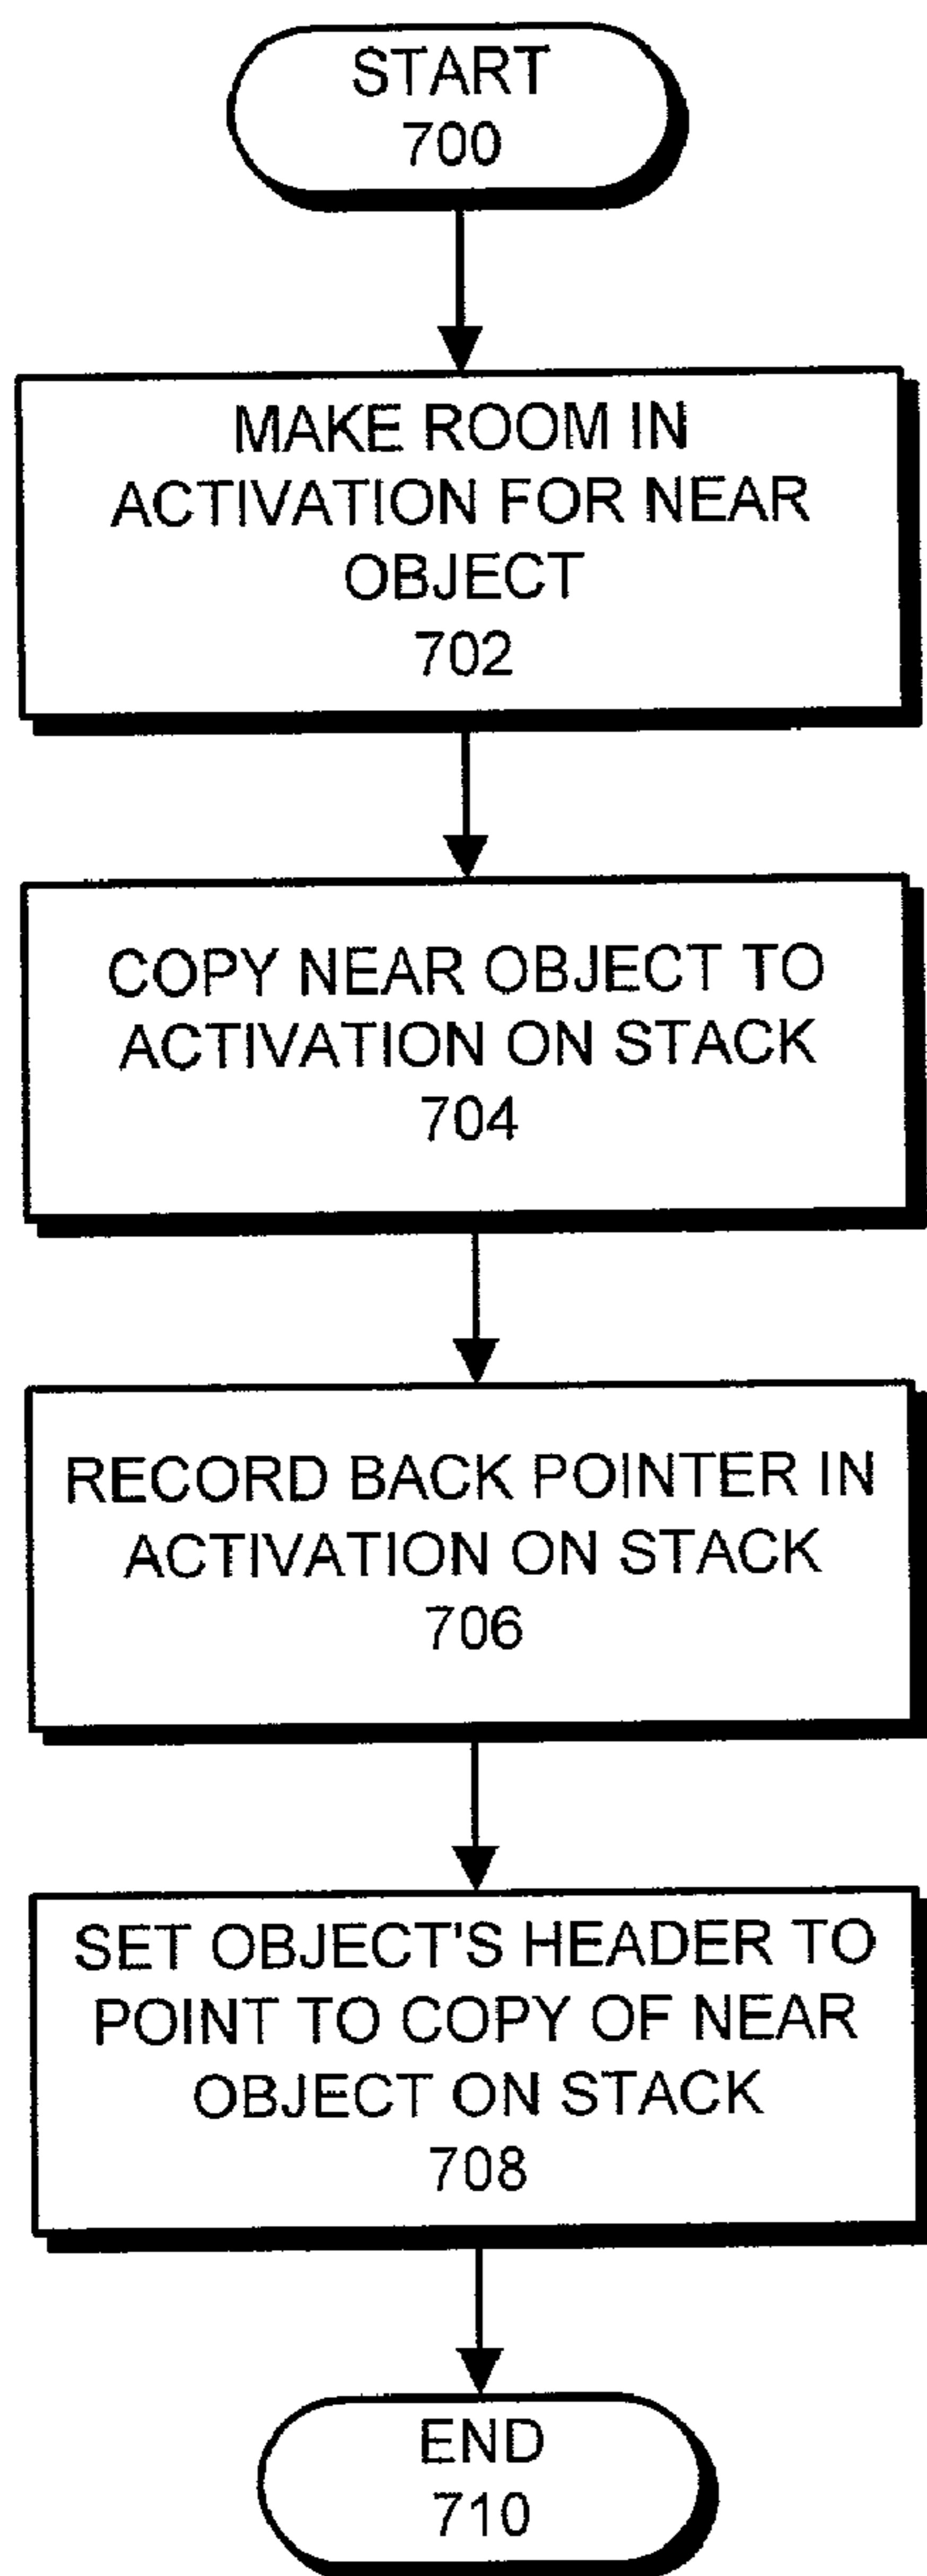 START
700
MAKE ROOM IN
ACTIVATION FOR NEAR
OBJECT
702
COPY NEAR OBJECT TO
ACTIVATION ON STACK
704
RECORD BACK POINTER IN
ACTIVATION ON STACK
706
SET OBJECT'S HEADER TO
POINT TO COPY OF NEAR
OBJECT ON STACK
708
END
710